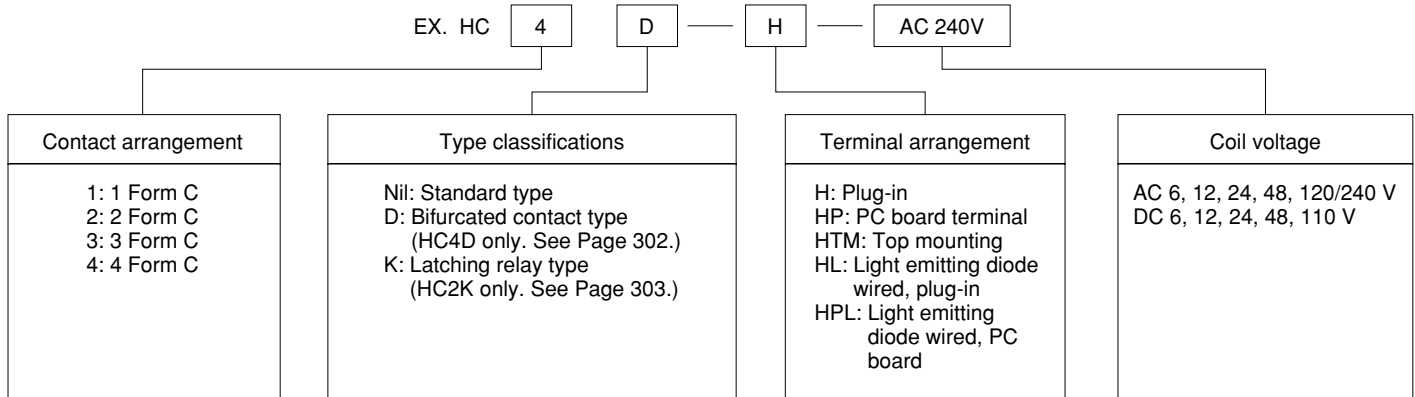 EX. HC 4 D H AC 240V
Contact arrangement
1: 1 Form C
2: 2 Form C
3: 3 Form C
4: 4 Form C
Type classifications
Nil: Standard type
D: Bifurcated contact type
(HC4D only. See Page 302.)
K: Latching relay type
(HC2K only. See Page 303.)
Terminal arrangement
H: Plug-in
HP: PC board terminal
HTM: Top mounting
HL: Light emitting diode
wired, plug-in
HPL: Light emitting
diode wired, PC
board
Coil voltage
AC 6, 12, 24, 48, 120/240 V
DC 6, 12, 24, 48, 110 V